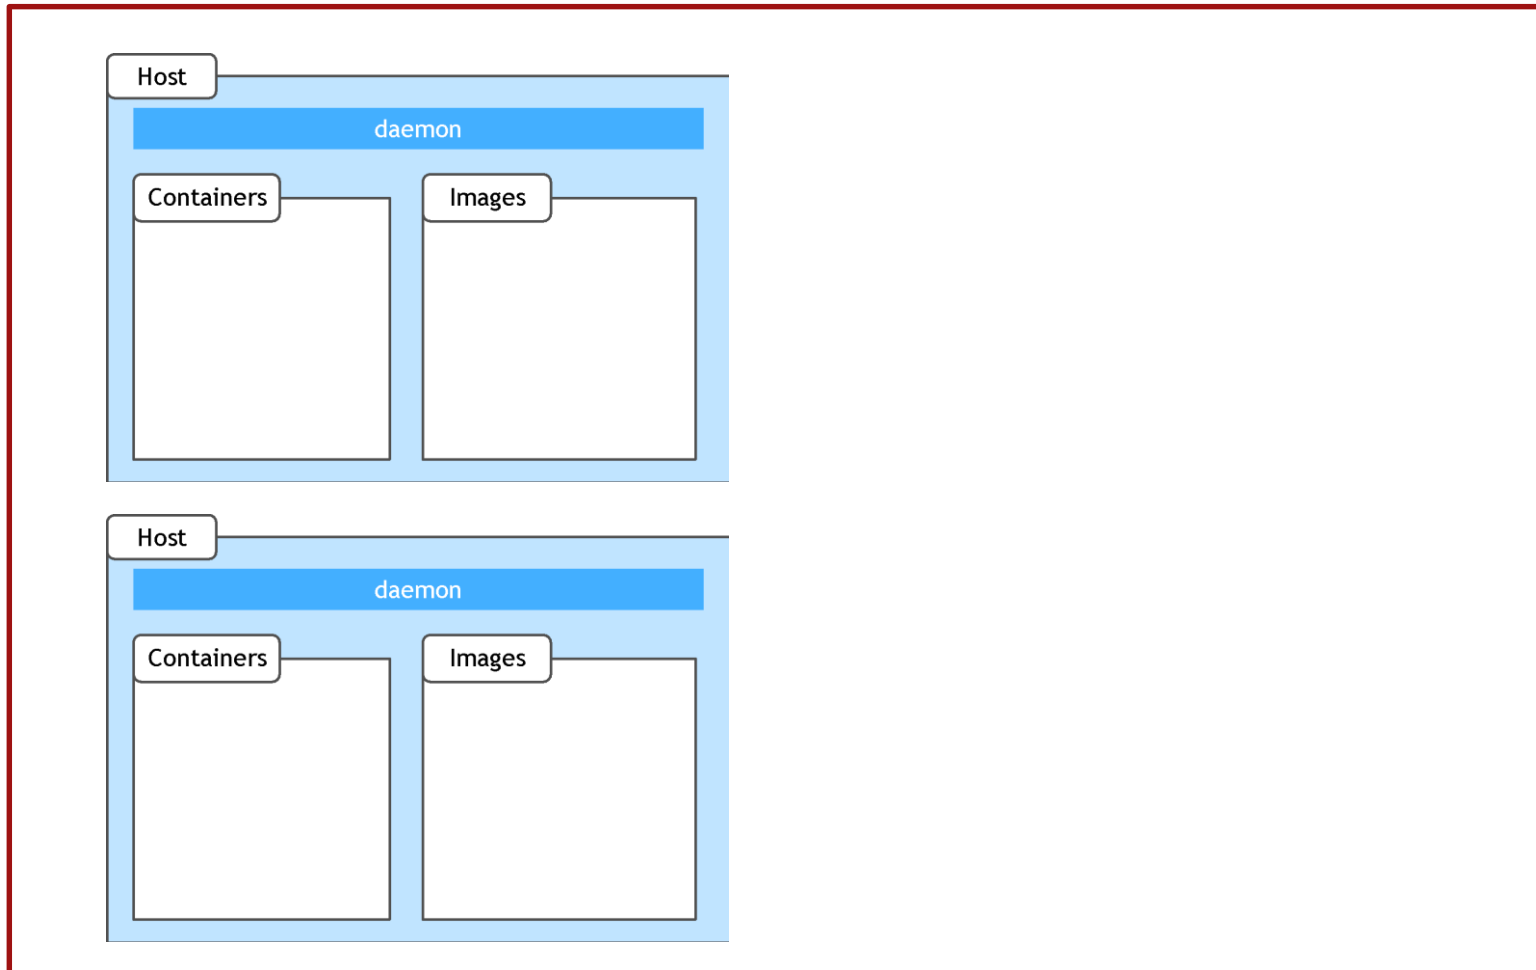 Host
daemon
Containers
Images
Host
daemon
Containers
Images